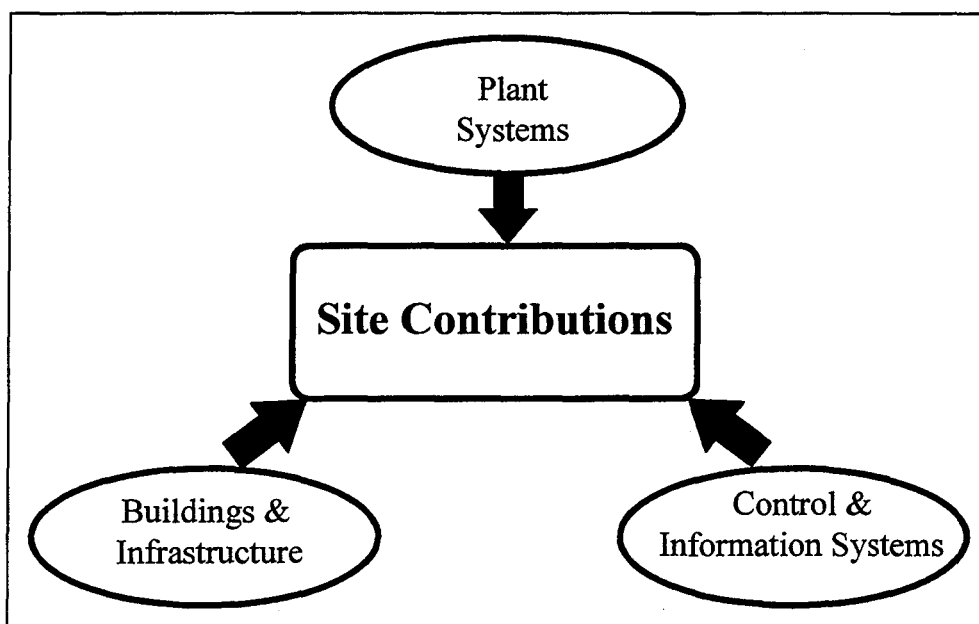 Plant
Systems
Site Contributions
Buildings &
Infrastructure
Control &
Information Systems